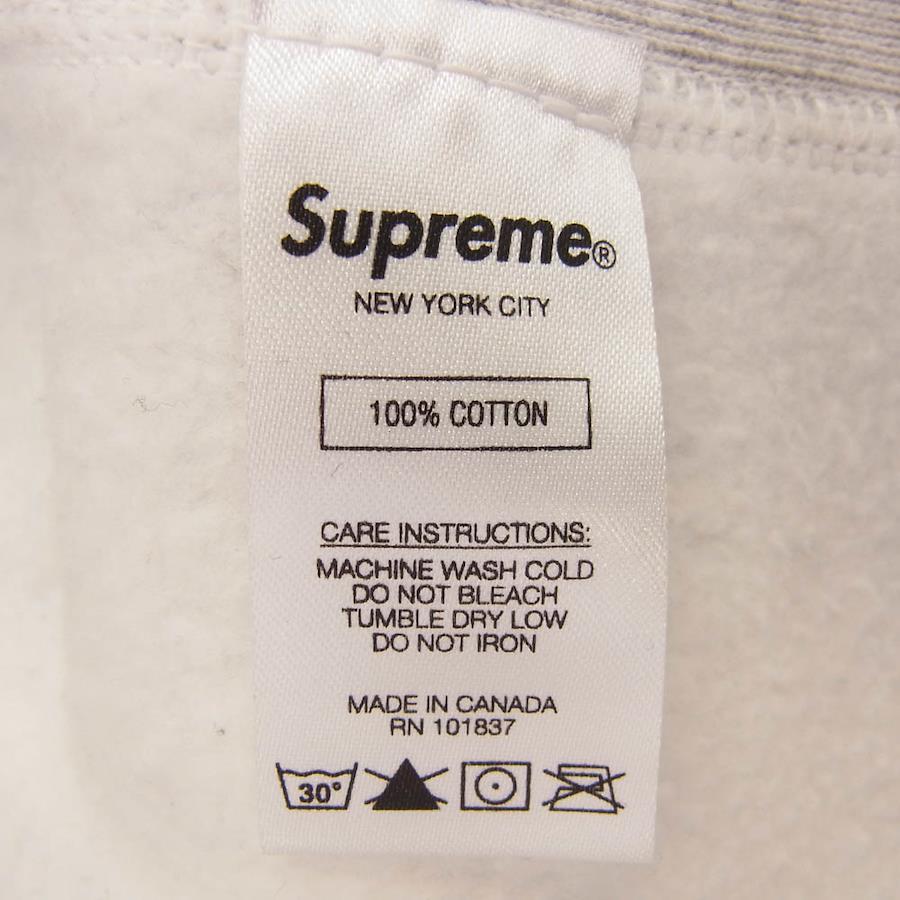 Supreme®
NEW YORK CITY
100% COTTON
CARE INSTRUCTIONS:
MACHINE WASH COLD
DO NOT BLEACH
TUMBLE DRY LOW
DO NOT IRON
MADE IN CANADA
RN 101837
30°